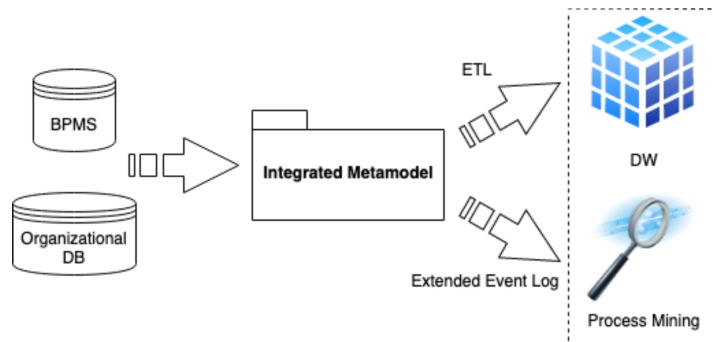 BPMS
Organizational
DB
Integrated Metamodel
ETL
Extended Event Log
DW
Process Mining